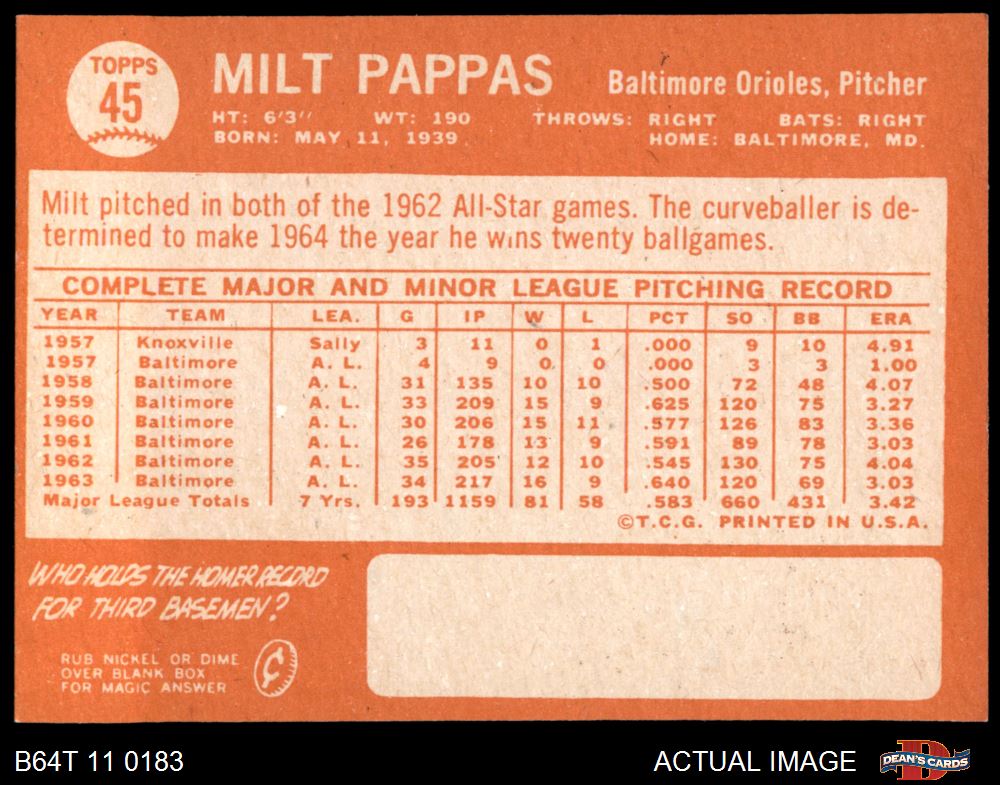 TOPPS
45
MILT PAPPAS Baltimore Orioles, Pitcher
HT: 6'3" WT: 190 THROWS: RIGHT BATS: RIGHT
BORN: MAY 11, 1939 HOME: BALTIMORE, MD.
Milt pitched in both of the 1962 All-Star games. The curveballer is de-
termined to make 1964 the year he wins twenty ballgames.
COMPLETE MAJOR AND MINOR LEAGUE PITCHING RECORD
YEAR TEAM LEA. G IP W L PCT SO BB ERA
1957 Knoxville Sally 3 11 0 1 .000 9 10 4.91
1957 Baltimore A. L. 4 9 0 0 .000 3 3 1.00
1958 Baltimore A. L. 31 135 10 10 .500 72 48 4.07
1959 Baltimore A. L. 33 209 15 9 .625 120 75 3.27
1960 Baltimore A. L. 30 206 15 11 .577 126 83 3.36
1961 Baltimore A. L. 26 178 13 9 .591 89 78 3.03
1962 Baltimore A. L. 35 205 12 10 .545 130 75 4.04
1963 Baltimore A. L. 34 217 16 9 .640 120 69 3.03
Major League Totals 7 Yrs. 193 1159 81 58 .583 660 431 3.42
©T.C.G. PRINTED IN U.S.A.
WHO HOLDS THE HOMER RECORD
FOR THIRD BASEMEN?
RUB NICKEL OR DIME
OVER BLANK BOX
FOR MAGIC ANSWER
¢
B64T 11 0183 ACTUAL IMAGE DEAN'S CARDS